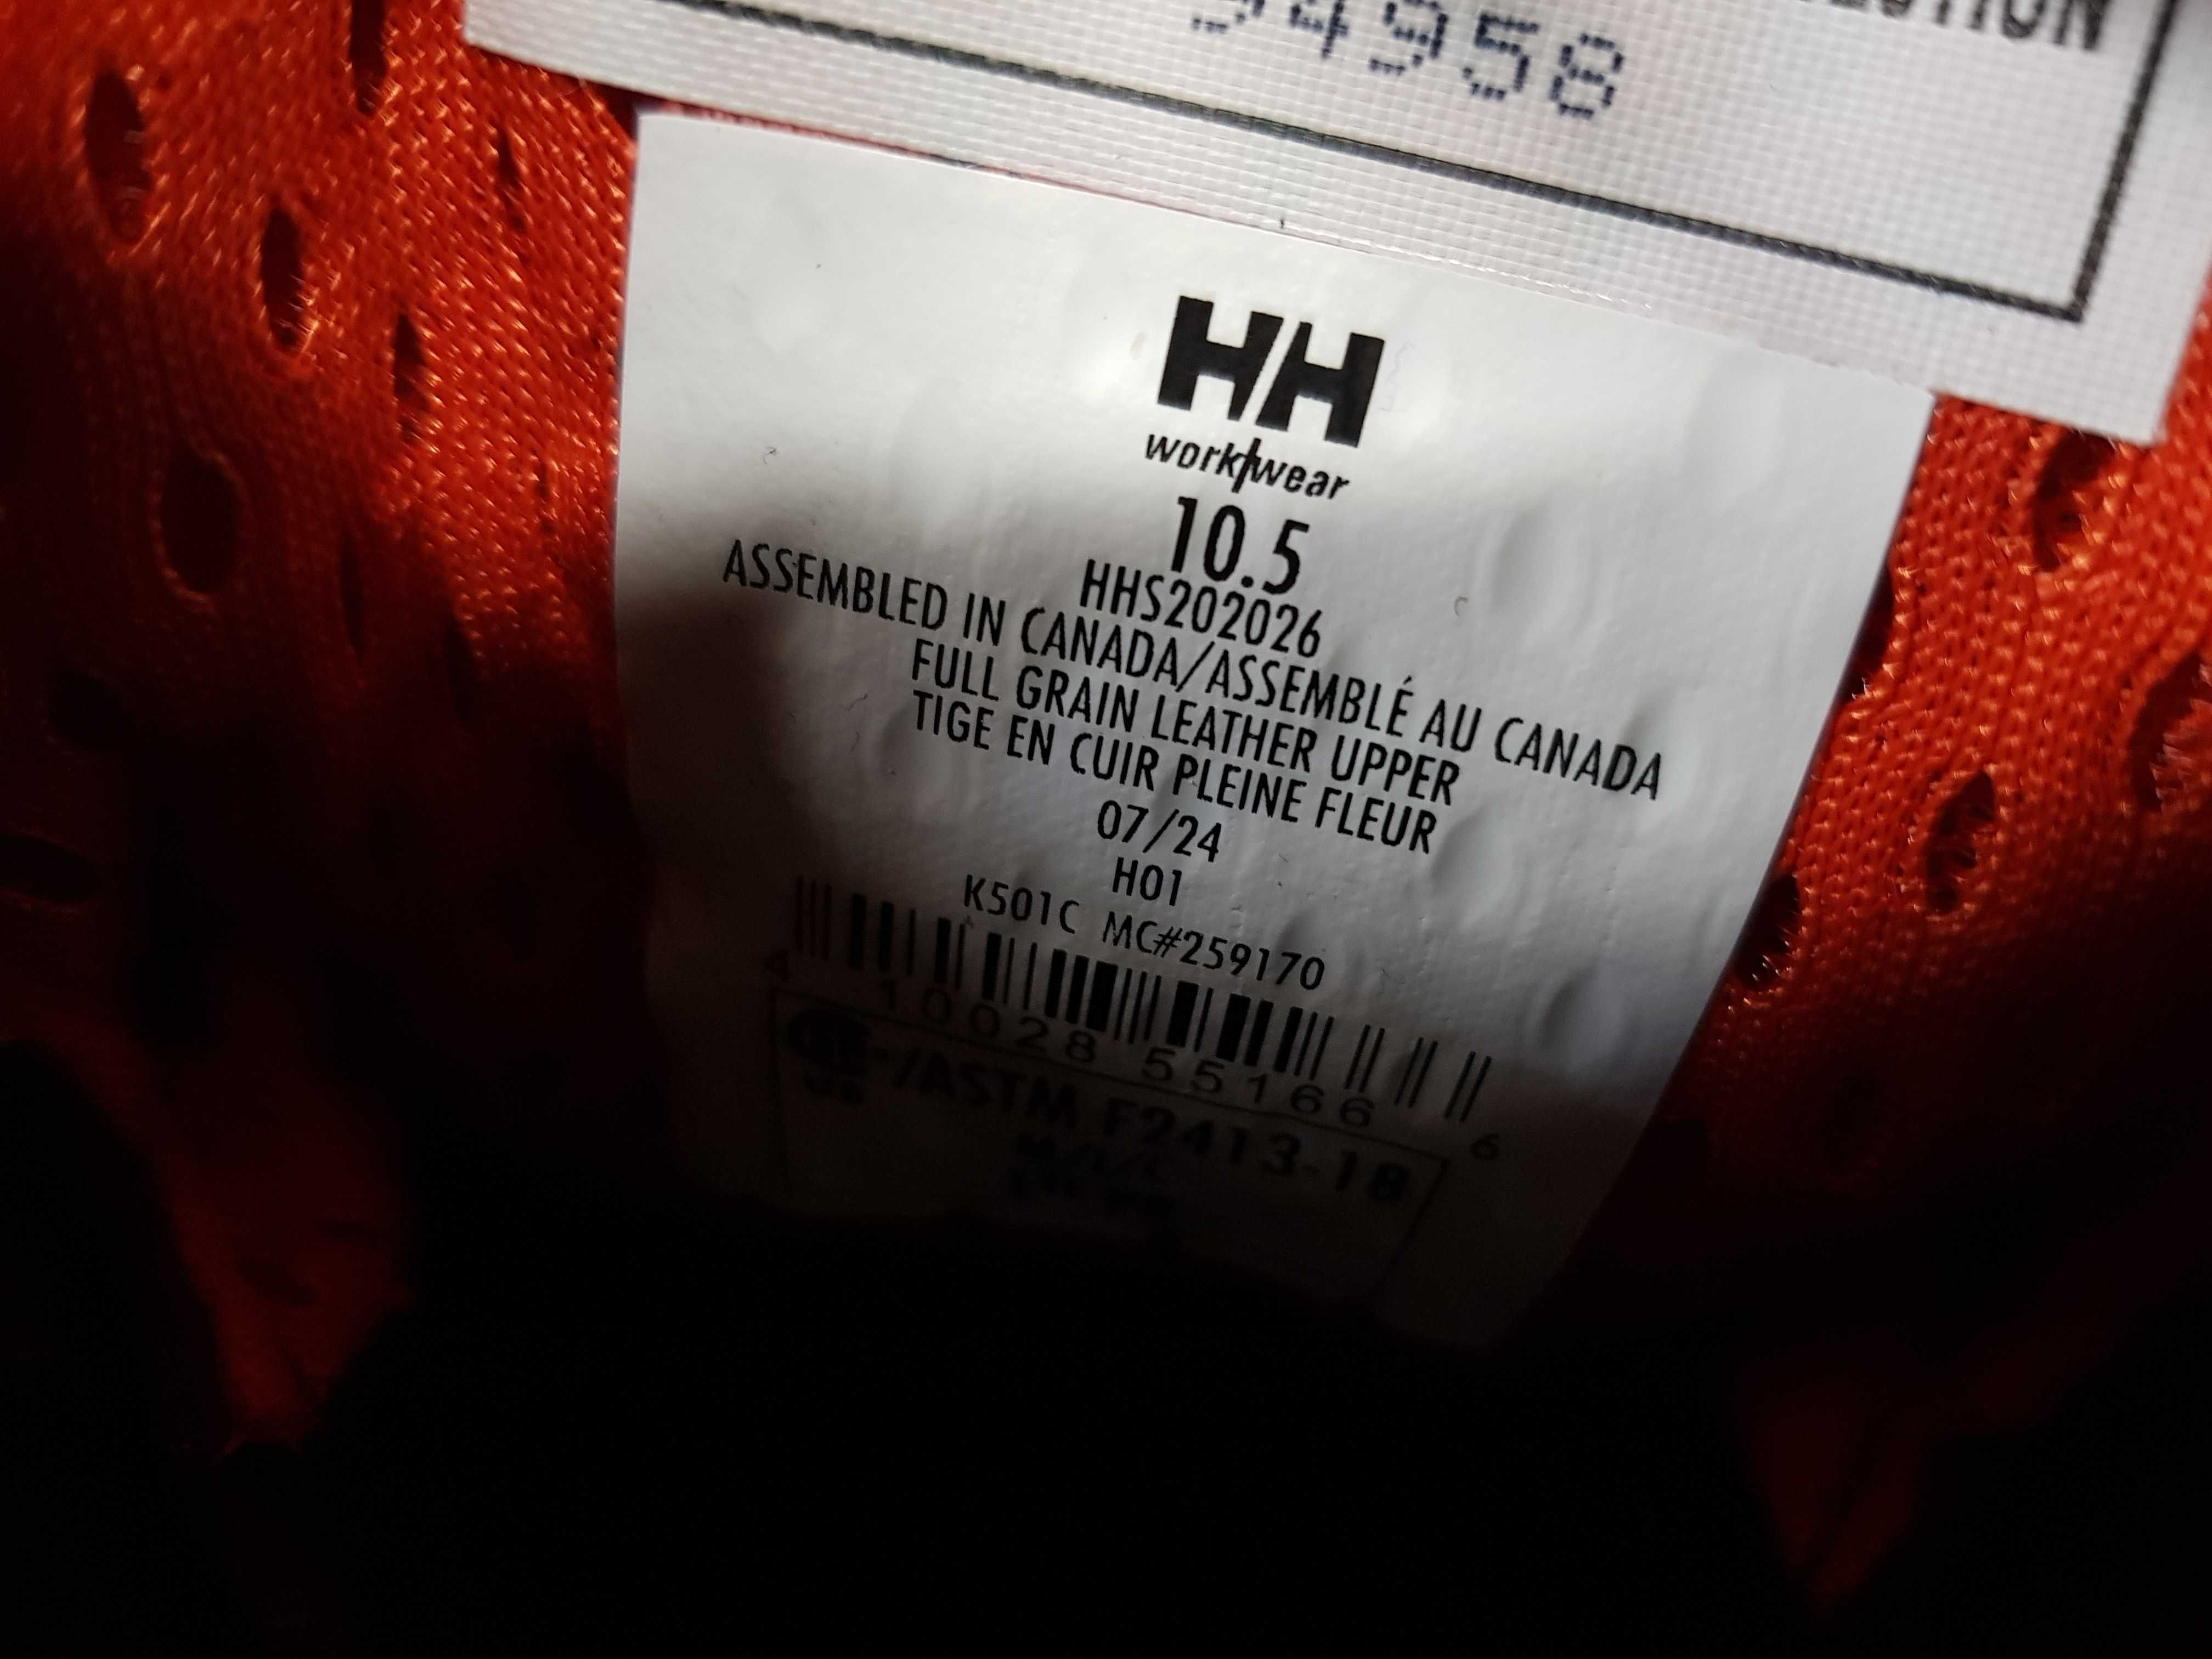 94958
HH
workwear
10.5
HHS202026
ASSEMBLED IN CANADA/ASSEMBLÉ AU CANADA
FULL GRAIN LEATHER UPPER
TIGE EN CUIR PLEINE FLEUR
07/24
H01
K501C MC#259170
4 10028 55166 6
/ASTM F2413-18